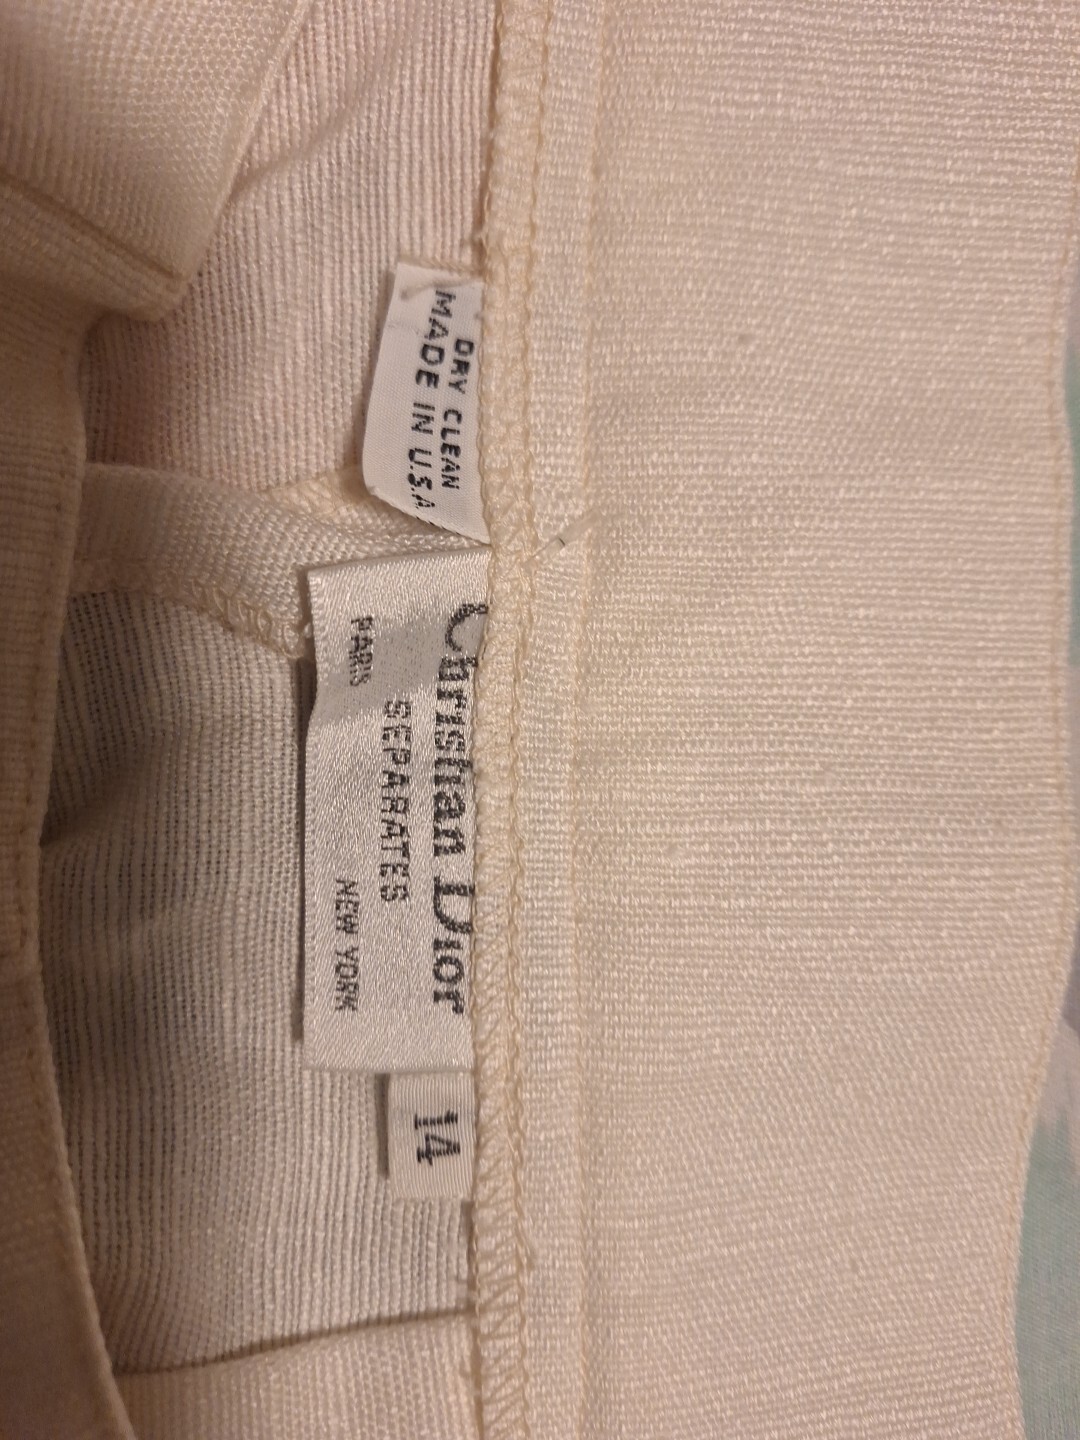 DRY CLEAN
MADE IN U.S.A.
Christian Dior
SEPARATES
PARIS
NEW YORK
14